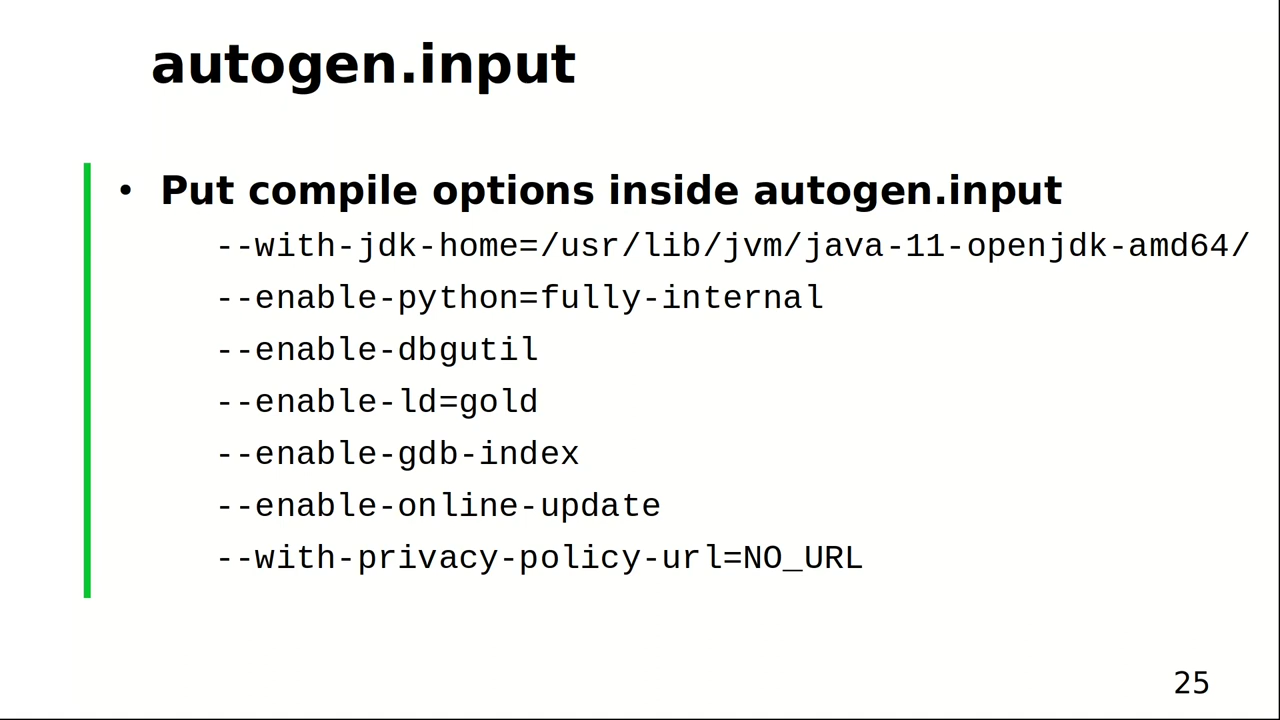 autogen.input
• Put compile options inside autogen.input
--with-jdk-home=/usr/lib/jvm/java-11-openjdk-amd64/
--enable-python=fully-internal
--enable-dbgutil
--enable-ld=gold
--enable-gdb-index
--enable-online-update
--with-privacy-policy-url=NO_URL
25